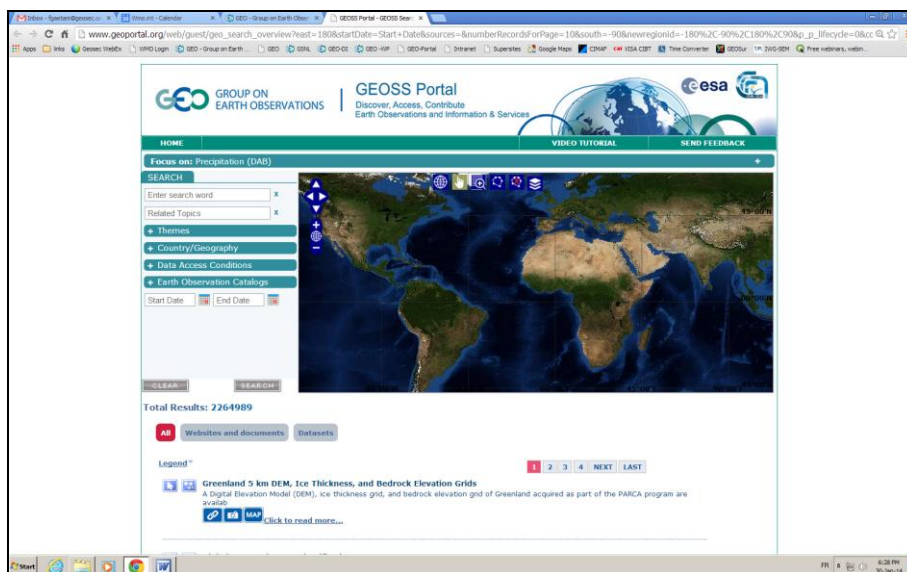 Inbox - fgaetani@geosec.o
Wmo.int - Calendar
GEO - Group on Earth Obser
GEOSS Portal - GEOSS Sear
www.geoportal.org/web/guest/geo_search_overview?east=180&startDate=Start+Date&sources=&numberRecordsForPage=10&south=-90&newregionid=-180%2C-90%2C180%2C90&p_p_lifecycle=0&cc
Apps links Geosec WebEx WMO Login GEO - Group on Earth ... GEO GSNL GEO-DI GEO -WP GEO-Portal Intranet Supersites Google Maps CIMAP VISA CIBT Time Converter GEOSur IWG-SEM Free webinars, webin...
GROUP ON
EARTH OBSERVATIONS
GEOSS Portal
Discover, Access, Contribute
Earth Observations and Information & Services
esa
HOME VIDEO TUTORIAL SEND FEEDBACK
Focus on: Precipitation (DAB) +
SEARCH
Enter search word x
Related Topics x
+ Themes
+ Country/Geography
+ Data Access Conditions
+ Earth Observation Catalogs
Start Date End Date
CLEAR SEARCH
Total Results: 2264989
All Websites and documents Datasets
Legend
1 2 3 4 NEXT LAST
Greenland 5 km DEM, Ice Thickness, and Bedrock Elevation Grids
A Digital Elevation Model (DEM), ice thickness grid, and bedrock elevation grid of Greenland acquired as part of the PARCA program are
availab
MAP Click to read more...
Start
FR
6:28 PM
30-Jan-14